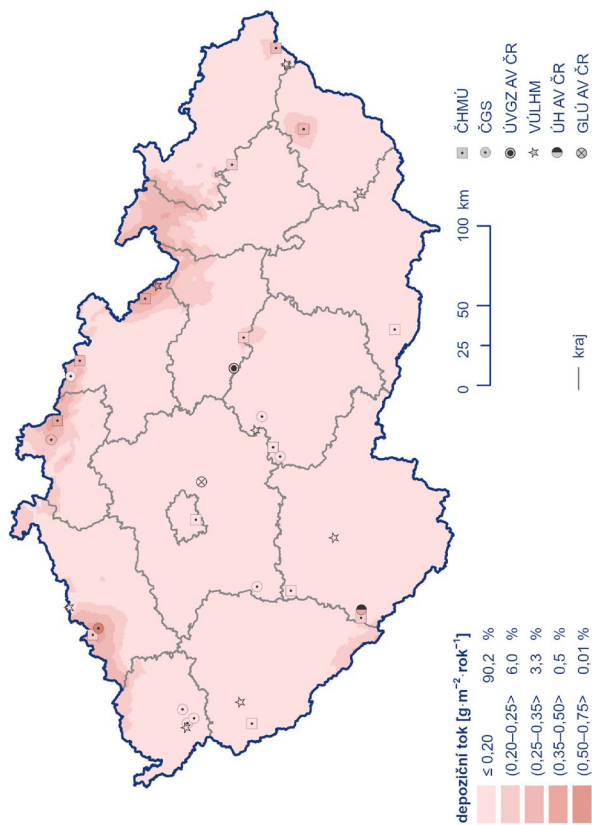 depoziční tok [g·m⁻²·rok⁻¹]
≤ 0,20 90,2 %
(0,20–0,25> 6,0 %
(0,25–0,35> 3,3 %
(0,35–0,50> 0,5 %
(0,50–0,75> 0,01 %
kraj
0 25 50 100 km
ČHMÚ
ČGS
ÚVGZ AV ČR
VÚLHM
ÚH AV ČR
GLÚ AV ČR